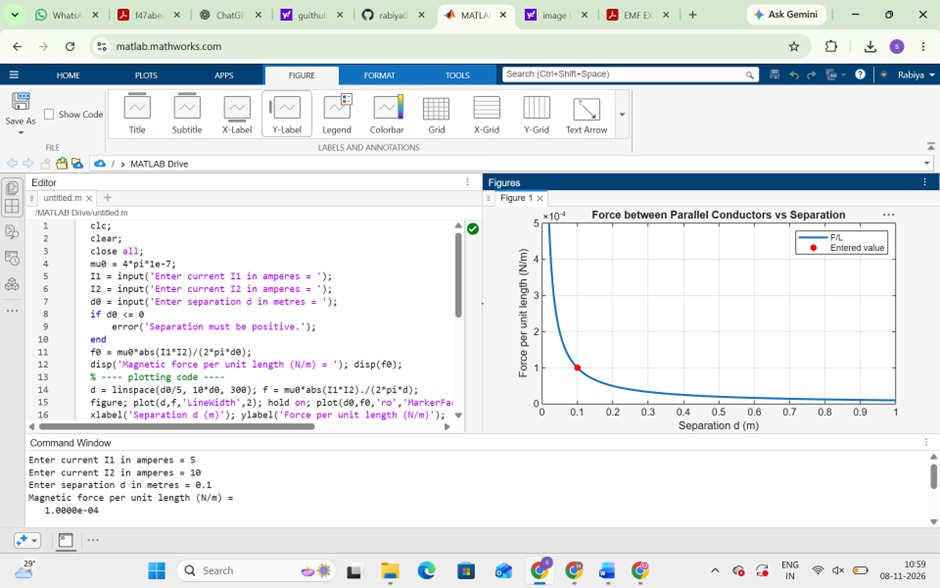 WhatsA
f47abe
ChatGF
guithub
rabiya
MATLA
image
EMF EX
Ask Gemini
matlab.mathworks.com
S
HOME
PLOTS
APPS
FIGURE
FORMAT
TOOLS
Search (Ctrl+Shift+Space)
Rabiya
Save As
Show Code
Title
Subtitle
X-Label
Y-Label
Legend
Colorbar
Grid
X-Grid
Y-Grid
Text Arrow
FILE
LABELS AND ANNOTATIONS
/ > MATLAB Drive
Editor
untitled.m
/MATLAB Drive/untitled.m
1 clc;
2 clear;
3 close all;
4 mu0 = 4*pi*1e-7;
5 I1 = input('Enter current I1 in amperes = ');
6 I2 = input('Enter current I2 in amperes = ');
7 d0 = input('Enter separation d in metres = ');
8 if d0 <= 0
9 error('Separation must be positive.');
10 end
11 f0 = mu0*abs(I1*I2)/(2*pi*d0);
12 disp('Magnetic force per unit length (N/m) = '); disp(f0);
13 % ---- plotting code ----
14 d = linspace(d0/5, 10*d0, 300); f = mu0*abs(I1*I2)./(2*pi*d);
15 figure; plot(d,f,'LineWidth',2); hold on; plot(d0,f0,'ro','MarkerFa
16 xlabel('Separation d (m)'); ylabel('Force per unit length (N/m)');
Figures
Figure 1
×10-4
Force between Parallel Conductors vs Separation
F/L
Entered value
Force per unit length (N/m)
5
4
3
2
1
0
0 0.1 0.2 0.3 0.4 0.5 0.6 0.7 0.8 0.9 1
Separation d (m)
Command Window
Enter current I1 in amperes = 5
Enter current I2 in amperes = 10
Enter separation d in metres = 0.1
Magnetic force per unit length (N/m) =
1.0000e-04
29°
Search
ENG
IN
10:59
08-11-2026